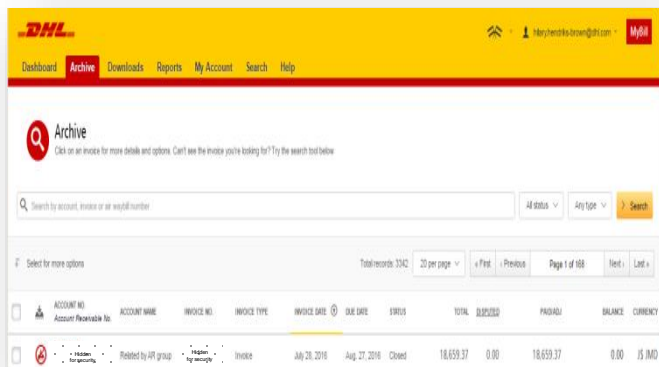 DHL
hilary.hendriks-brown@dhl.com
MyBill
Dashboard Archive Downloads Reports My Account Search Help
Archive
Click on an invoice for more details and options. Can't see the invoice you're looking for? Try the search tool below
Search by account, invoice or air waybill number
All status Any type Search
Select for more options Total records: 3342 20 per page « First ‹ Previous Page 1 of 168 Next › Last »
ACCOUNT NO. Account Receivable No. ACCOUNT NAME INVOICE NO. INVOICE TYPE INVOICE DATE DUE DATE STATUS TOTAL DISPUTED PAID/ADJ BALANCE CURRENCY
Hidden for security Related by AR group Hidden for security Invoice July 28, 2016 Aug. 27, 2016 Closed 18,659.37 0.00 18,659.37 0.00 J$ JMD